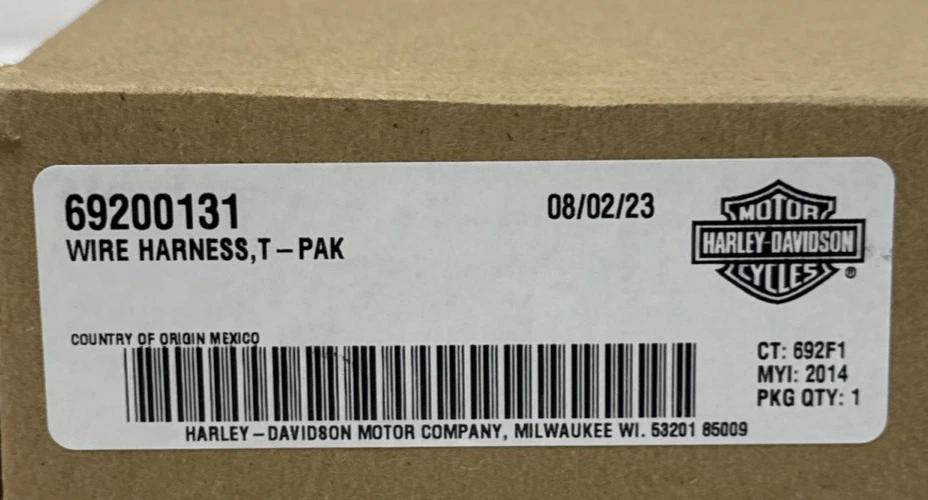 69200131
08/02/23
WIRE HARNESS,T-PAK
MOTOR
HARLEY-DAVIDSON
CYCLES
®
COUNTRY OF ORIGIN MEXICO
CT: 692F1
MYI: 2014
PKG QTY: 1
HARLEY-DAVIDSON MOTOR COMPANY, MILWAUKEE WI. 53201 85009